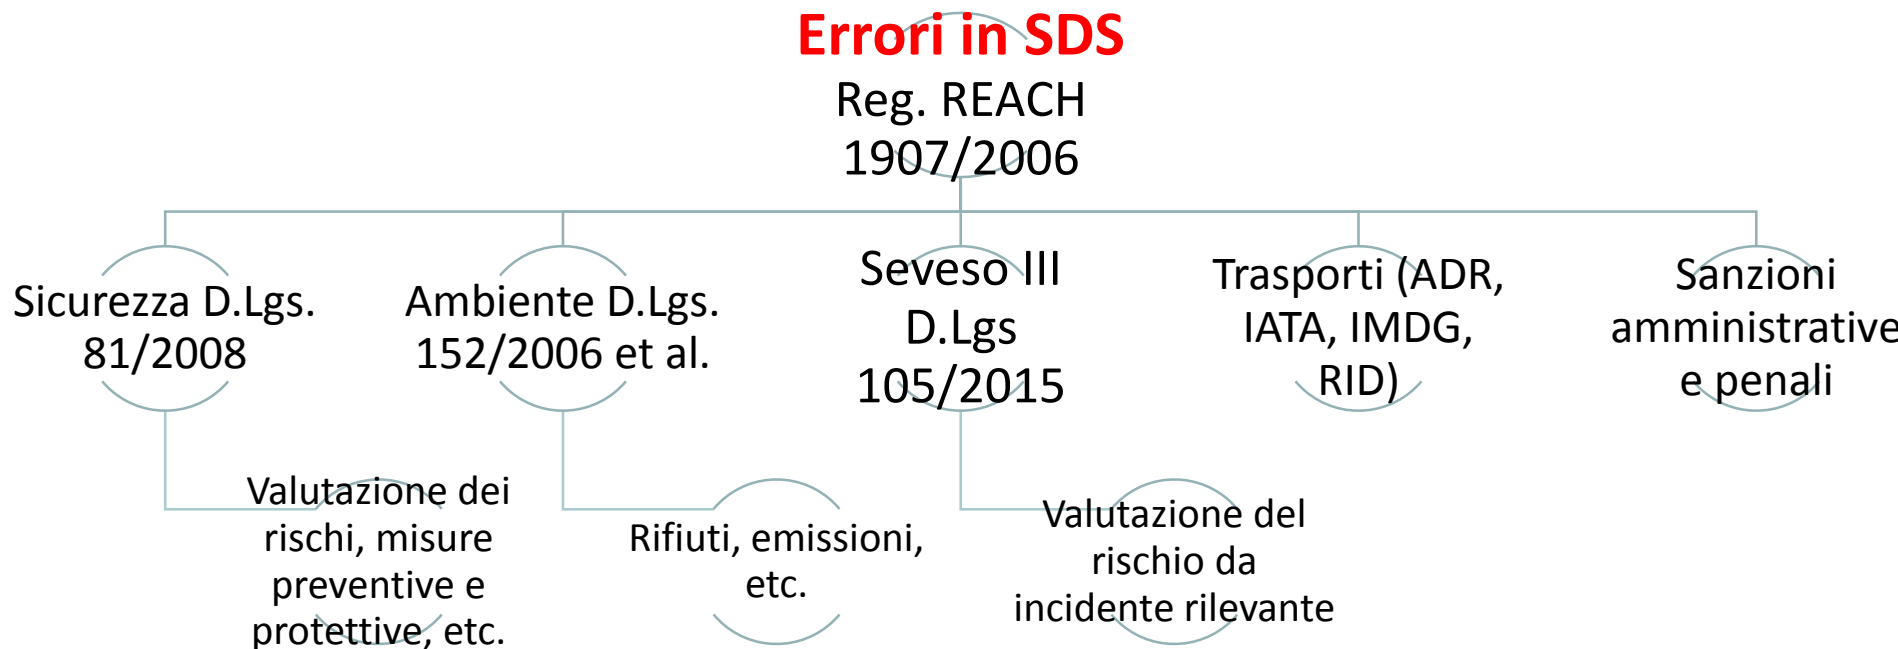 Errori in SDS
Reg. REACH
1907/2006
Sicurezza D.Lgs.
81/2008
Ambiente D.Lgs.
152/2006 et al.
Seveso III
D.Lgs
105/2015
Trasporti (ADR,
IATA, IMDG,
RID)
Sanzioni
amministrative
e penali
Valutazione dei
rischi, misure
preventive e
protettive, etc.
Rifiuti, emissioni,
etc.
Valutazione del
rischio da
incidente rilevante